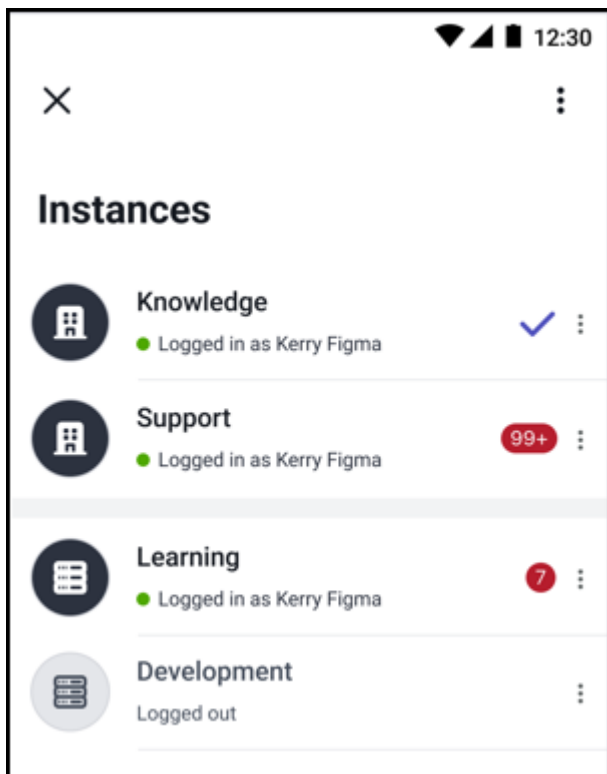 12:30
Instances
Knowledge
Logged in as Kerry Figma
Support
Logged in as Kerry Figma
99+
Learning
Logged in as Kerry Figma
7
Development
Logged out